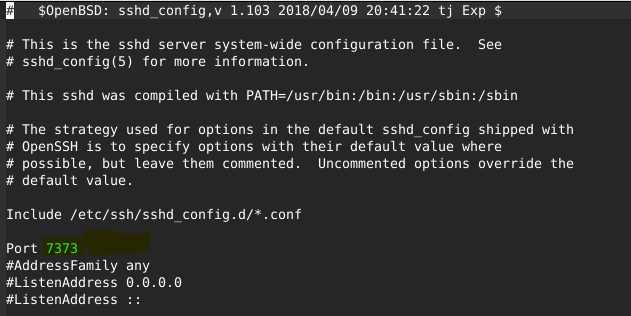 #   $OpenBSD: sshd_config,v 1.103 2018/04/09 20:41:22 tj Exp $
# This is the sshd server system-wide configuration file.  See
# sshd_config(5) for more information.
# This sshd was compiled with PATH=/usr/bin:/bin:/usr/sbin:/sbin
# The strategy used for options in the default sshd_config shipped with
# OpenSSH is to specify options with their default value where
# possible, but leave them commented.  Uncommented options override the
# default value.
Include /etc/ssh/sshd_config.d/*.conf
Port 7373
#AddressFamily any
#ListenAddress 0.0.0.0
#ListenAddress ::